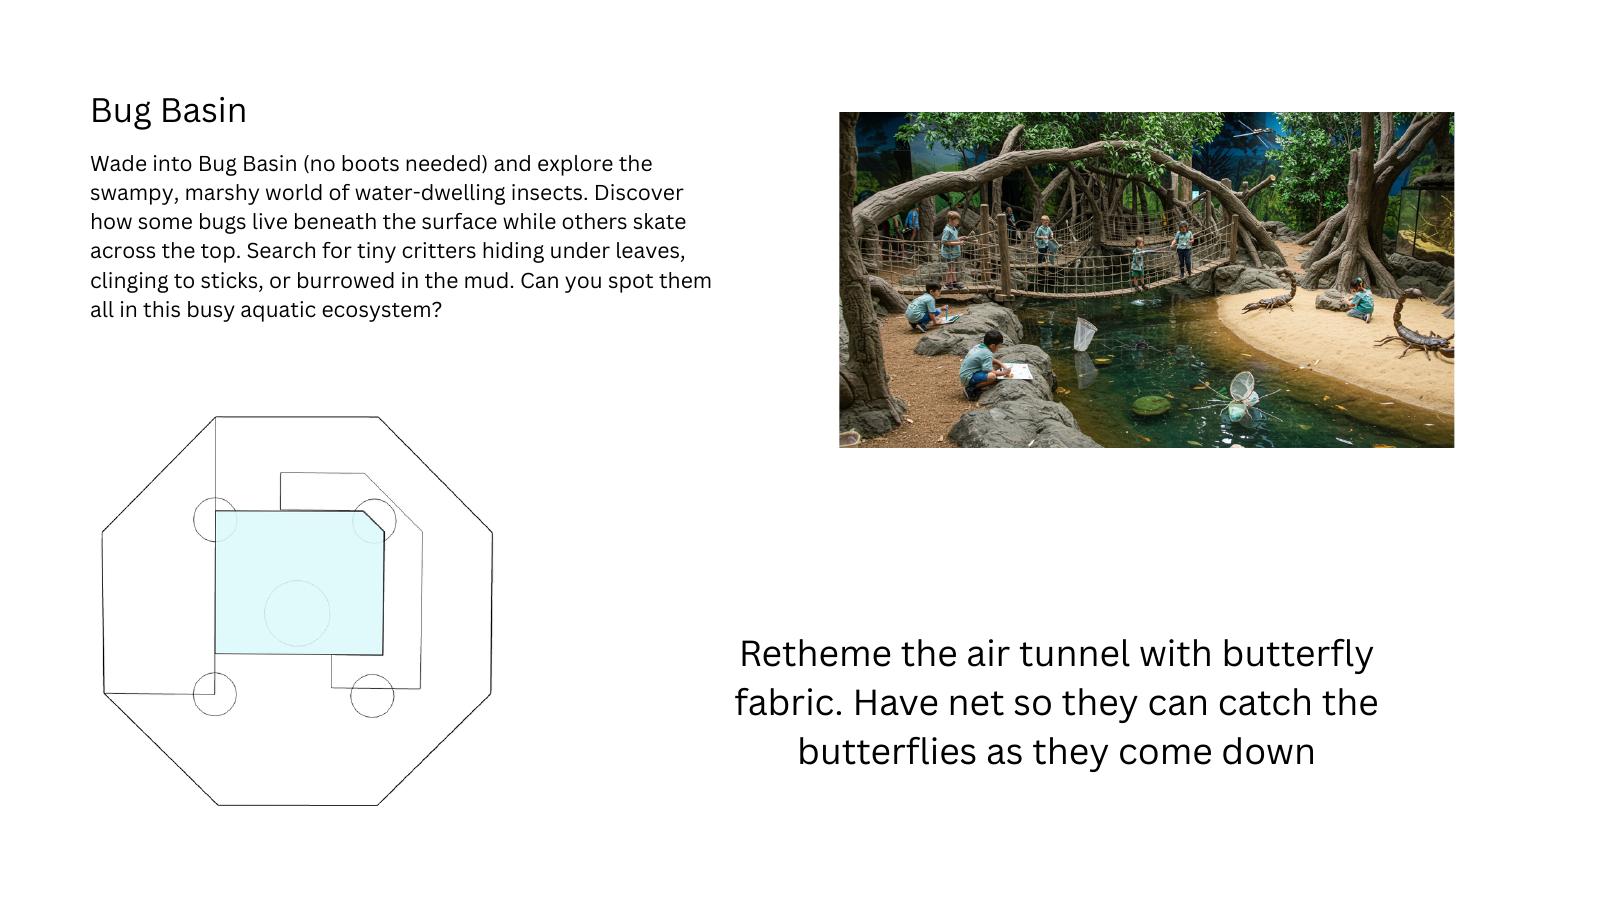 Bug Basin
Wade into Bug Basin (no boots needed) and explore the
swampy, marshy world of water-dwelling insects. Discover
how some bugs live beneath the surface while others skate
across the top. Search for tiny critters hiding under leaves,
clinging to sticks, or burrowed in the mud. Can you spot them
all in this busy aquatic ecosystem?
Retheme the air tunnel with butterfly
fabric. Have net so they can catch the
butterflies as they come down